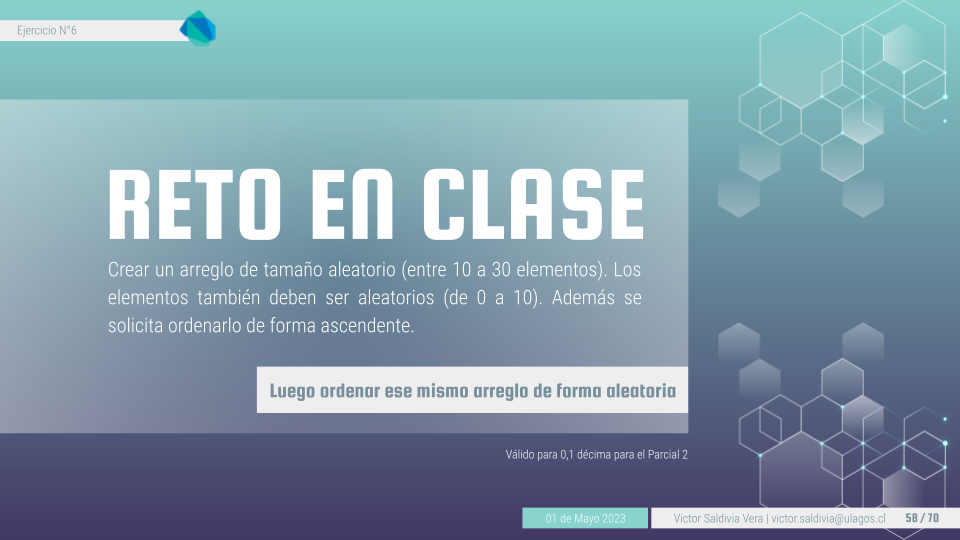 Ejercicio N°6
RETO EN CLASE
Crear un arreglo de tamaño aleatorio (entre 10 a 30 elementos). Los
elementos también deben ser aleatorios (de 0 a 10). Además se
solicita ordenarlo de forma ascendente.
Luego ordenar ese mismo arreglo de forma aleatoria
Válido para 0,1 décima para el Parcial 2
01 de Mayo 2023
Victor Saldivia Vera | victor.saldivia@ulagos.cl
58 / 70